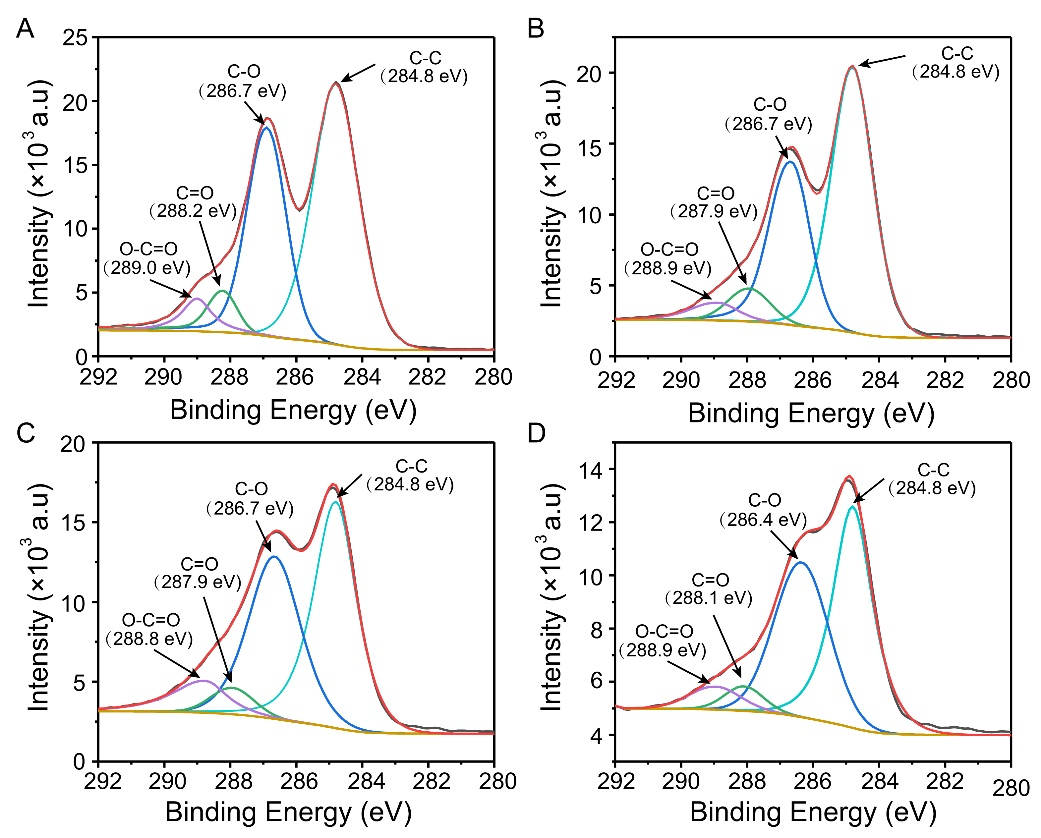 A
Intensity (×10³ a.u)
25
20
15
10
5
0
C-C
(284.8 eV)
C-O
(286.7 eV)
C=O
(288.2 eV)
O-C=O
(289.0 eV)
292 290 288 286 284 282 280
Binding Energy (eV)
B
Intensity (×10³ a.u)
20
15
10
5
0
C-C
(284.8 eV)
C-O
(286.7 eV)
C=O
(287.9 eV)
O-C=O
(288.9 eV)
292 290 288 286 284 282 280
Binding Energy (eV)
C
Intensity (×10³ a.u)
20
15
10
5
0
C-C
(284.8 eV)
C-O
(286.7 eV)
C=O
(287.9 eV)
O-C=O
(288.8 eV)
292 290 288 286 284 282 280
Binding Energy (eV)
D
Intensity (×10³ a.u)
14
12
10
8
6
4
C-C
(284.8 eV)
C-O
(286.4 eV)
C=O
(288.1 eV)
O-C=O
(288.9 eV)
292 290 288 286 284 282 280
Binding Energy (eV)